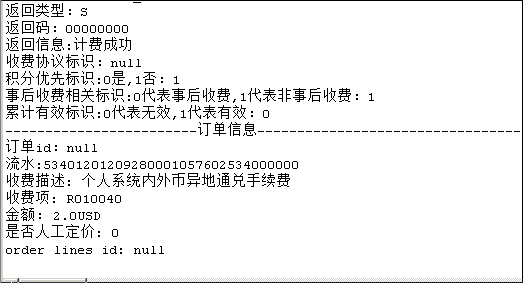 返回类型: S
返回码: 00000000
返回信息:计费成功
收费协议标识: null
积分优先标识:0是,1否: 1
事后收费相关标识:0代表事后收费,1代表非事后收费: 1
累计有效标识:0代表无效,1代表有效: 0
------------------------订单信息---------------------------------
订单id: null
流水:53401201209280001057602534000000
收费描述: 个人系统内外币异地通兑手续费
收费项: R010040
金额: 2.0USD
是否人工定价: 0
order lines id: null